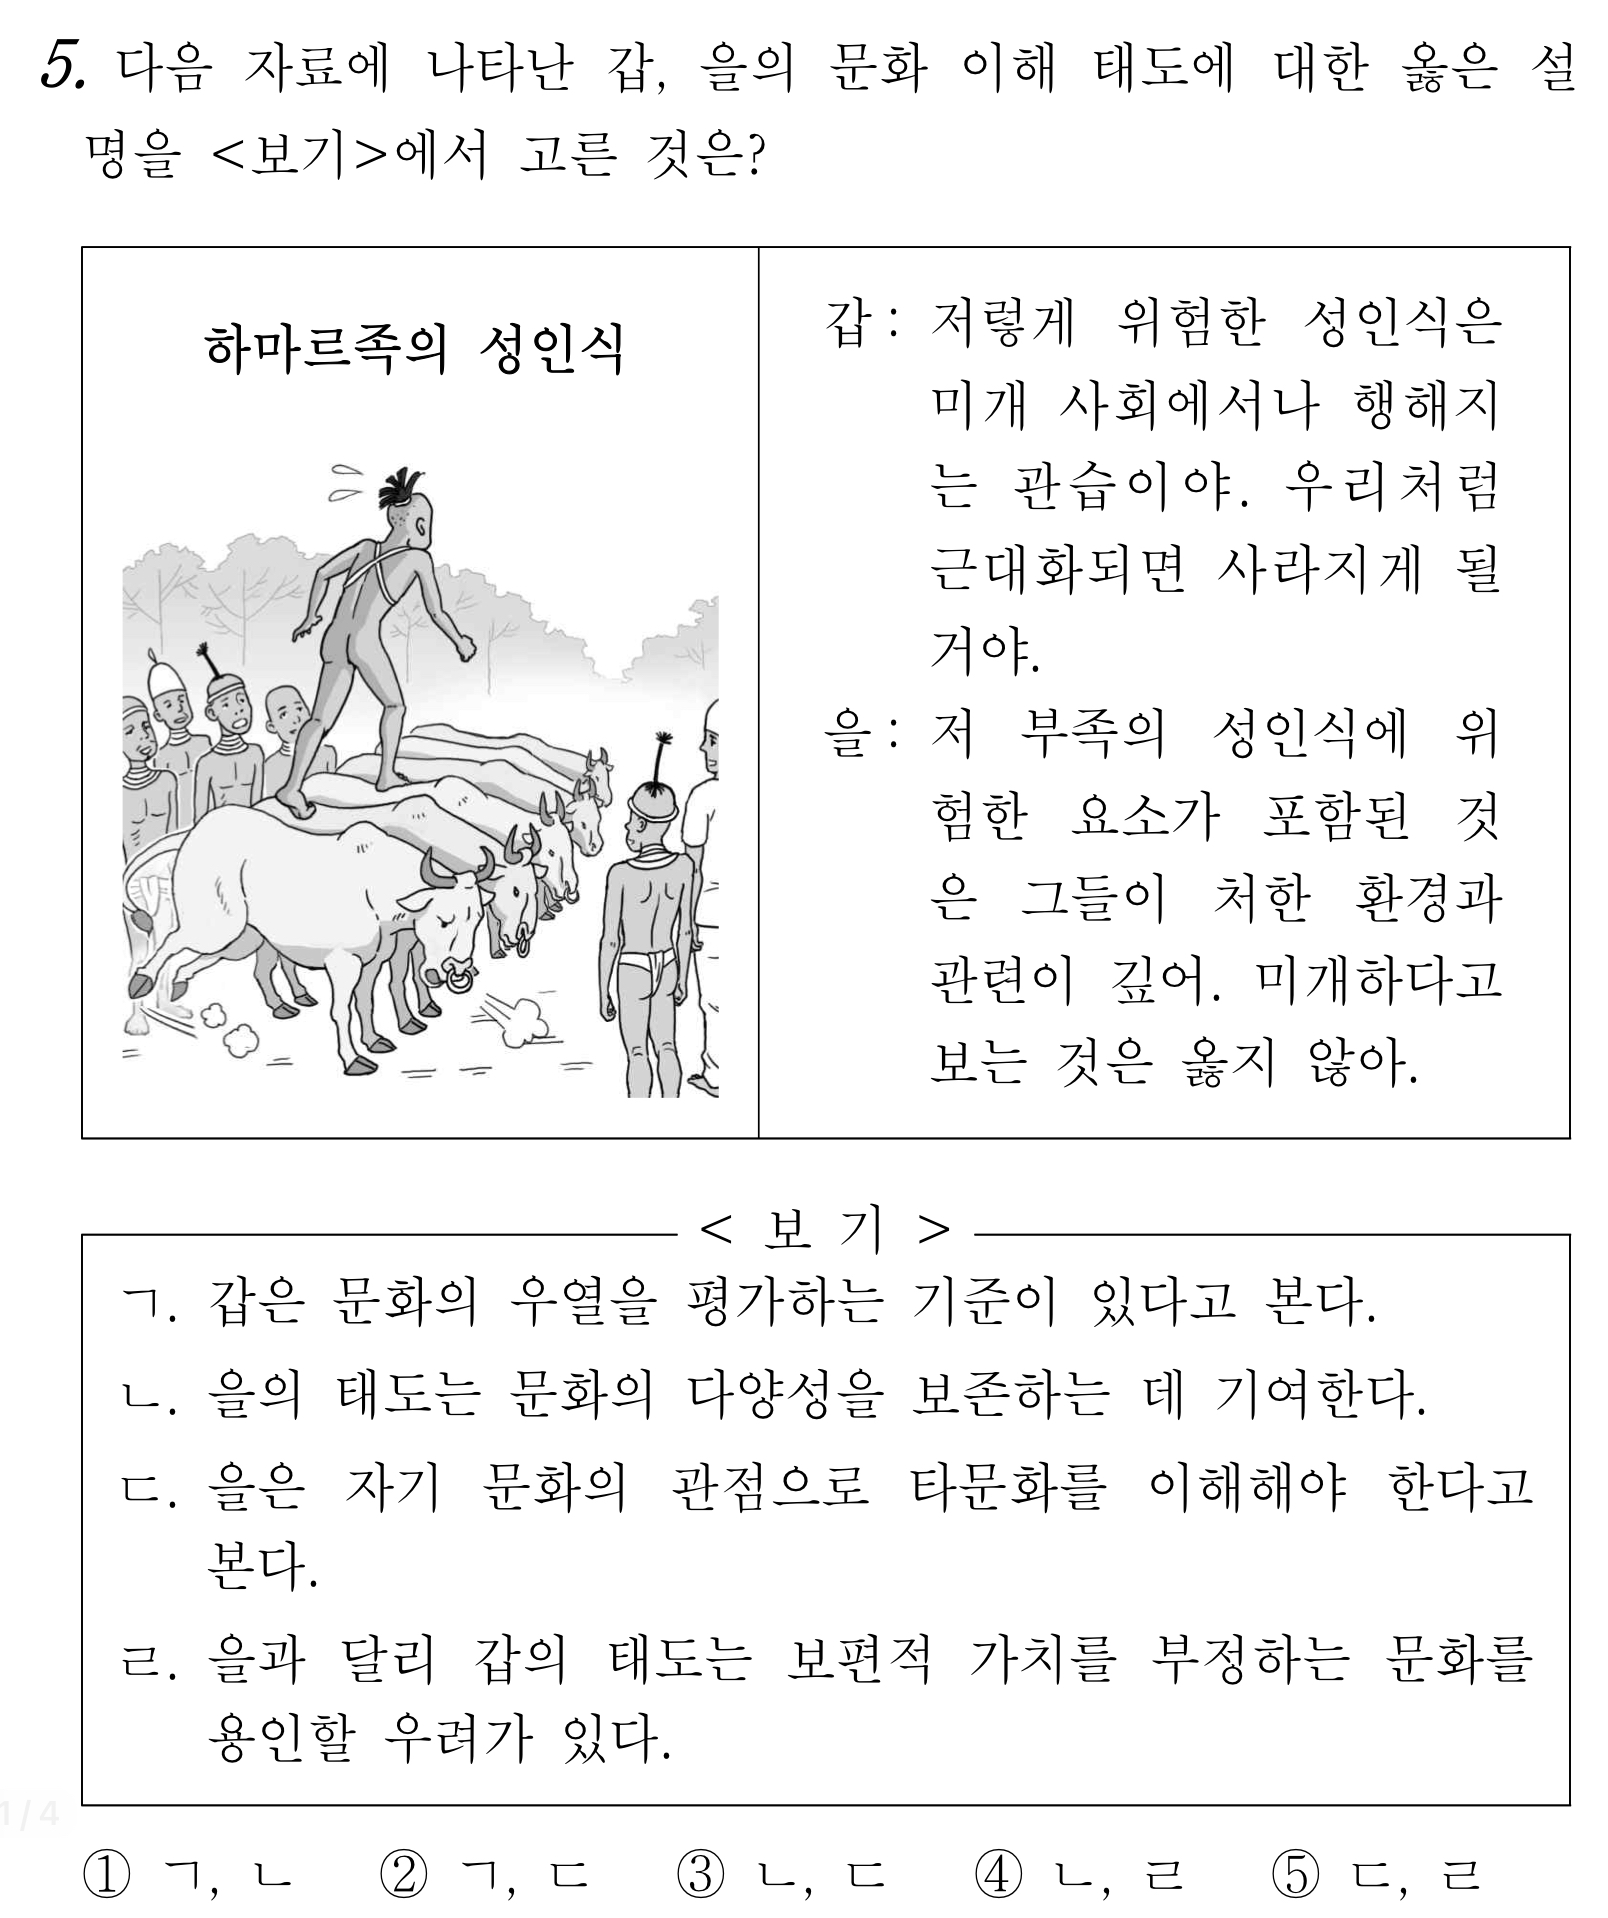 5. 다음 자료에 나타난 갑, 을의 문화 이해 태도에 대한 옳은 설
명을 <보기>에서 고른 것은?
하마르족의 성인식
갑 : 저렇게 위험한 성인식은
미개 사회에서나 행해지
는 관습이야. 우리처럼
근대화되면 사라지게 될
거야.
을 : 저 부족의 성인식에 위
험한 요소가 포함된 것
은 그들이 처한 환경과
관련이 깊어. 미개하다고
보는 것은 옳지 않아.
< 보 기 >
ㄱ. 갑은 문화의 우열을 평가하는 기준이 있다고 본다.
ㄴ. 을의 태도는 문화의 다양성을 보존하는 데 기여한다.
ㄷ. 을은 자기 문화의 관점으로 타문화를 이해해야 한다고
본다.
ㄹ. 을과 달리 갑의 태도는 보편적 가치를 부정하는 문화를
용인할 우려가 있다.
1/4
① ㄱ, ㄴ ② ㄱ, ㄷ ③ ㄴ, ㄷ ④ ㄴ, ㄹ ⑤ ㄷ, ㄹ